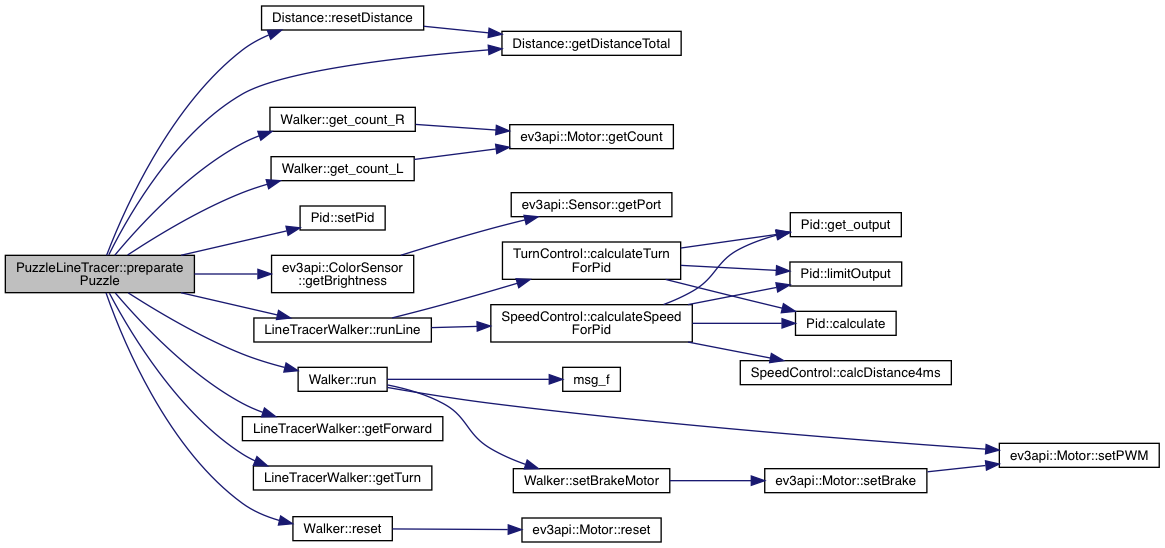 Distance::resetDistance
Distance::getDistanceTotal
Walker::get_count_R
ev3api::Motor::getCount
Walker::get_count_L
ev3api::Sensor::getPort
Pid::setPid
Pid::get_output
PuzzleLineTracer::preparate
Puzzle
ev3api::ColorSensor
::getBrightness
TurnControl::calculateTurn
ForPid
Pid::limitOutput
LineTracerWalker::runLine
SpeedControl::calculateSpeed
ForPid
Pid::calculate
SpeedControl::calcDistance4ms
Walker::run
msg_f
LineTracerWalker::getForward
ev3api::Motor::setPWM
LineTracerWalker::getTurn
Walker::setBrakeMotor
ev3api::Motor::setBrake
Walker::reset
ev3api::Motor::reset